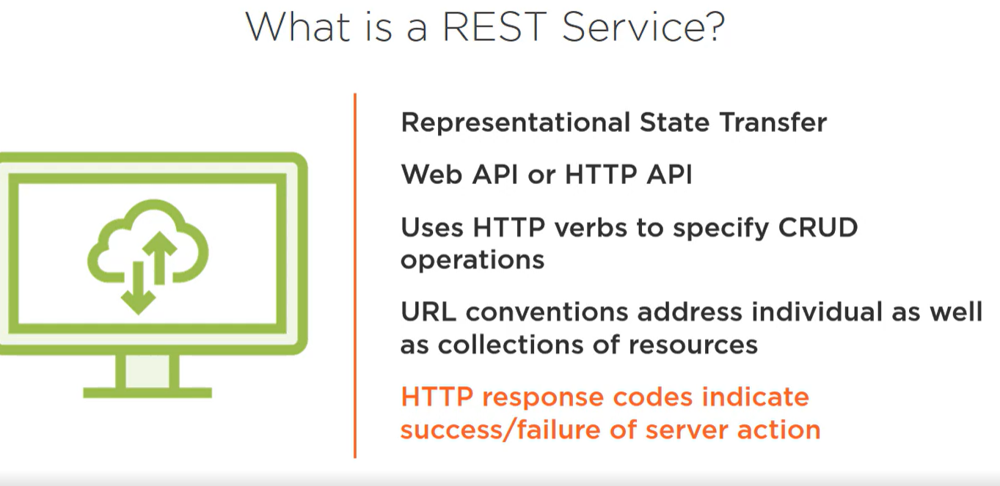 What is a REST Service?
Representational State Transfer
Web API or HTTP API
Uses HTTP verbs to specify CRUD
operations
URL conventions address individual as well
as collections of resources
HTTP response codes indicate
success/failure of server action